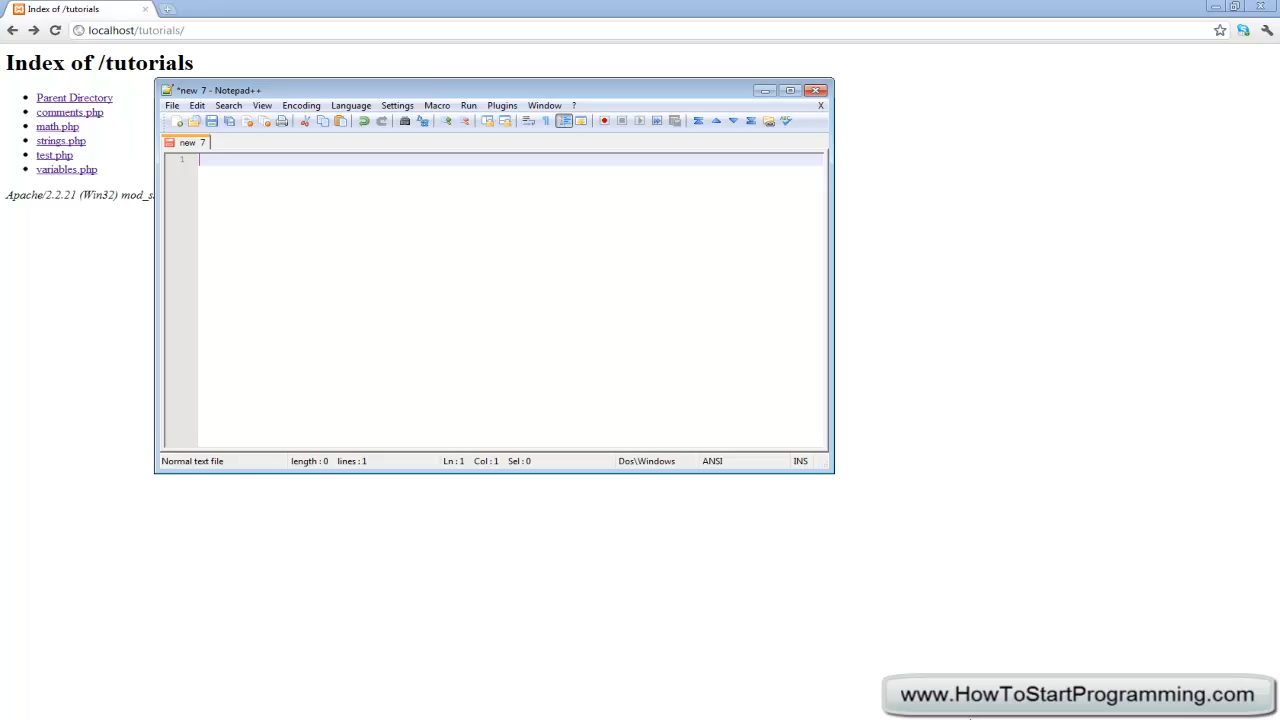 Index of /tutorials
localhost/tutorials/
Index of /tutorials
Parent Directory
comments.php
math.php
strings.php
test.php
variables.php
Apache/2.2.21 (Win32)
*new 7 - Notepad++
File Edit Search View Encoding Language Settings Macro Run Plugins Window ? X
new 7
1
Normal text file length : 0 lines : 1 Ln : 1 Col : 1 Sel : 0 Dos\Windows ANSI INS
www.HowToStartProgramming.com